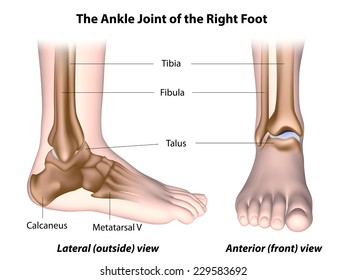 The Ankle Joint of the Right Foot
Tibia
Fibula
Talus
Calcaneus
Metatarsal V
Lateral (outside) view
Anterior (front) view
shutterstock.com · 229583692